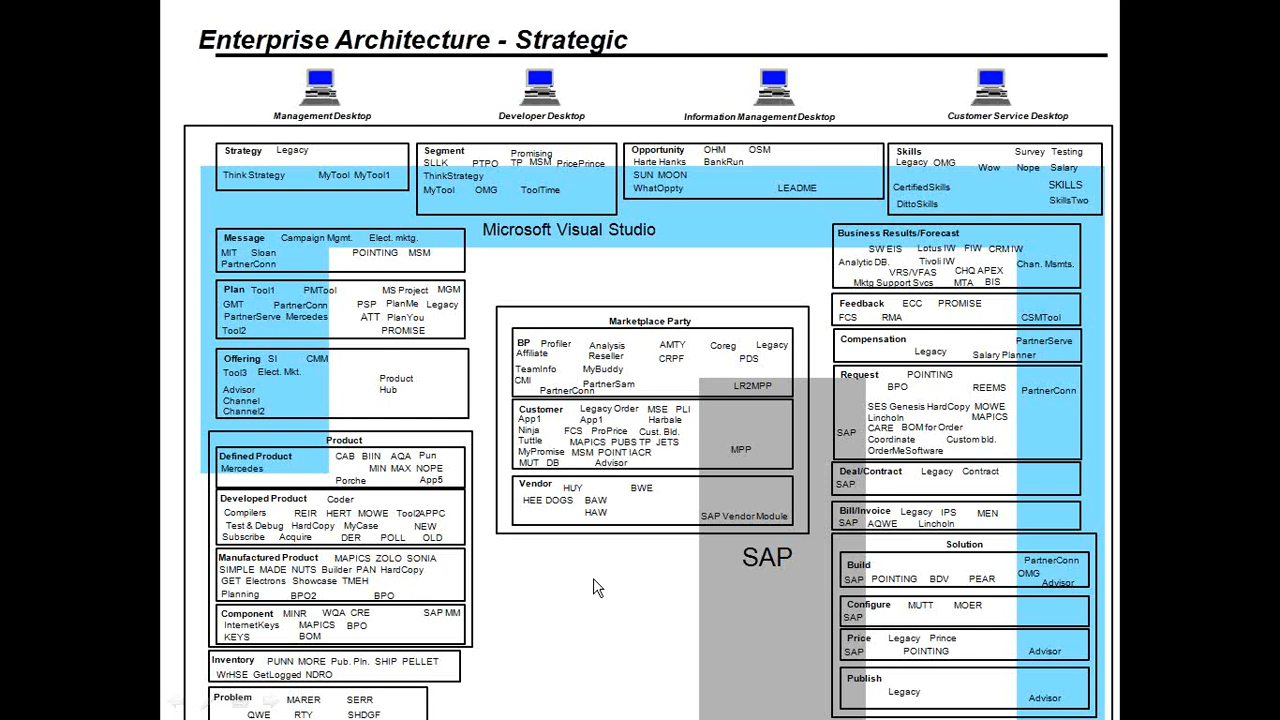 Enterprise Architecture - Strategic
Management Desktop
Developer Desktop
Information Management Desktop
Customer Service Desktop
Strategy Legacy
Think Strategy MyTool MyTool1
Segment Promising
SLLK PTPO TP MSM PricePrince
ThinkStrategy
MyTool OMG ToolTime
Opportunity OHM OSM
Harte Hanks BankRun
SUN MOON
WhatOppty LEADME
Skills Survey Testing
Legacy OMG Wow Nope Salary
CertifiedSkills SKILLS
DittoSkills SkillsTwo
Microsoft Visual Studio
Message Campaign Mgmt. Elect. mktg.
MIT Sloan POINTING MSM
PartnerConn
Plan Tool1 PMTool MS Project MGM
GMT PartnerConn PSP PlanMe Legacy
PartnerServe Mercedes ATT PlanYou
Tool2 PROMISE
Offering SI CMM
Tool3 Elect. Mkt.
Product
Hub
Advisor
Channel
Channel2
Product
Defined Product CAB BIIN AQA Pun
Mercedes MIN MAX NOPE
Porche App5
Developed Product Coder
Compilers REIR HERT MOWE Tool2APPC
Test & Debug HardCopy MyCase NEW
Subscribe Acquire DER POLL OLD
Manufactured Product MAPICS ZOLO SONIA
SIMPLE MADE NUTS Builder PAN HardCopy
GET Electrons Showcase TMEH
Planning BPO2 BPO
Component MINR WQA CRE SAP MM
InternetKeys MAPICS BPO
KEYS BOM
Inventory PUNN MORE Pub. Pln. SHIP PELLET
WrHSE GetLogged NDRO
Problem MARER SERR
QWE RTY SHDGF
Marketplace Party
BP Profiler Analysis AMTY Coreg Legacy
Affiliate Reseller CRPF PDS
TeamInfo MyBuddy
CMI PartnerSam LR2MPP
PartnerConn
Customer Legacy Order MSE PLI
App1 App1 Harbale
Ninja FCS ProPrice Cust. Bld.
Tuttle MAPICS PUBS TP JETS
MyPromise MSM POINT IACR MPP
MUT DB Advisor
Vendor HUY BWE
HEE DOGS BAW
HAW SAP Vendor Module
SAP
Business Results/Forecast
SW EIS Lotus IW FIW CRM IW
Analytic DB. Tivoli IW Chan. Msmts.
VRS/VFAS CHQ APEX
Mktg Support Svcs MTA BIS
Feedback ECC PROMISE
FCS RMA CSMTool
Compensation PartnerServe
Legacy Salary Planner
Request POINTING
BPO REEMS PartnerConn
SES Genesis HardCopy MOWE
Lincholn MAPICS
SAP CARE BOM for Order
Coordinate Custom bld.
OrderMeSoftware
Deal/Contract Legacy Contract
SAP
Bill/Invoice Legacy IPS MEN
SAP AQWE Lincholn
Solution
Build PartnerConn
OMG
SAP POINTING BDV PEAR Advisor
Configure MUTT MOER
SAP
Price Legacy Prince
SAP POINTING Advisor
Publish
Legacy Advisor